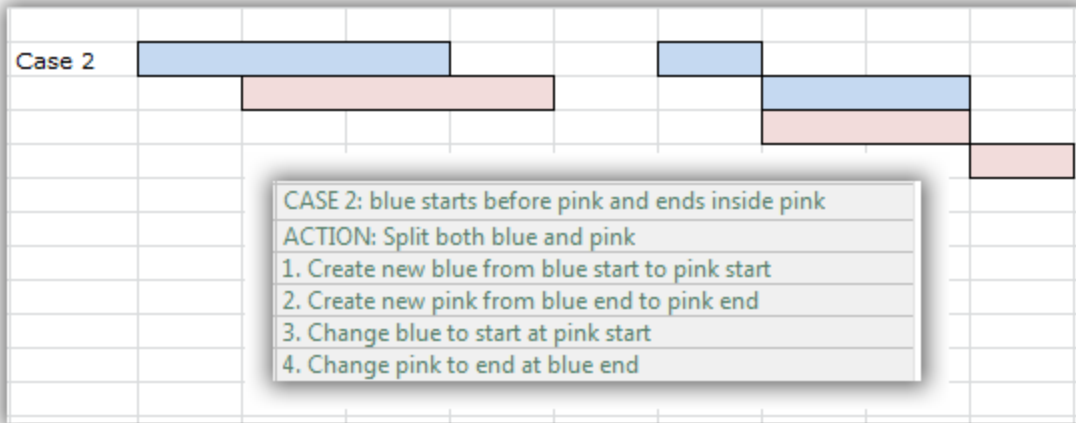 Case 2
CASE 2: blue starts before pink and ends inside pink
ACTION: Split both blue and pink
1. Create new blue from blue start to pink start
2. Create new pink from blue end to pink end
3. Change blue to start at pink start
4. Change pink to end at blue end